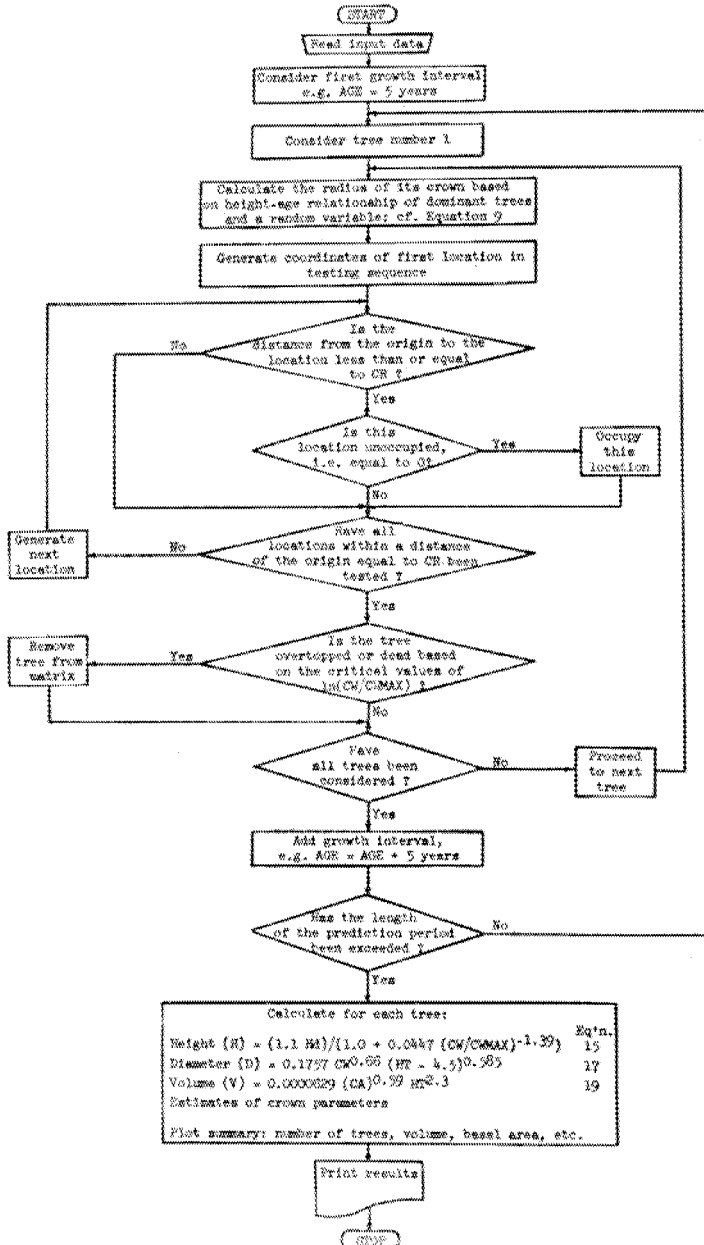 START
Read input data
Consider first growth interval
e.g. AGE = 5 years
Consider tree number 1
Calculate the radius of its crown based
on height-age relationship of dominant trees
and a random variable; cf. Equation 9
Generate coordinates of first location in
testing sequence
No
Is the
distance from the origin to the
location less than or equal
to CR ?
Yes
Is this
location unoccupied,
i.e. equal to 0?
Yes
Occupy
this
location
No
Generate
next
location
No
Have all
locations within a distance
of the origin equal to CR been
tested ?
Yes
Remove
tree from
matrix
Yes
Is the tree
overtopped or dead based
on the critical values of
ln(CW/CWMAX) ?
No
Have
all trees been
considered ?
No
Proceed
to next
tree
Yes
Add growth interval,
e.g. AGE = AGE + 5 years
Has the length
of the prediction period
been exceeded ?
No
Yes
Calculate for each tree:
Eq'n.
Height (H) = (1.1 Hd)/(1.0 + 0.0447 (CW/CWMAX)-1.39) 15
Diameter (D) = 0.1757 CW0.66 (HT - 4.5)0.585 17
Volume (V) = 0.0000629 (CA)0.59 HT2.3 19
Estimates of crown parameters
Plot summary: number of trees, volume, basal area, etc.
Print results
STOP